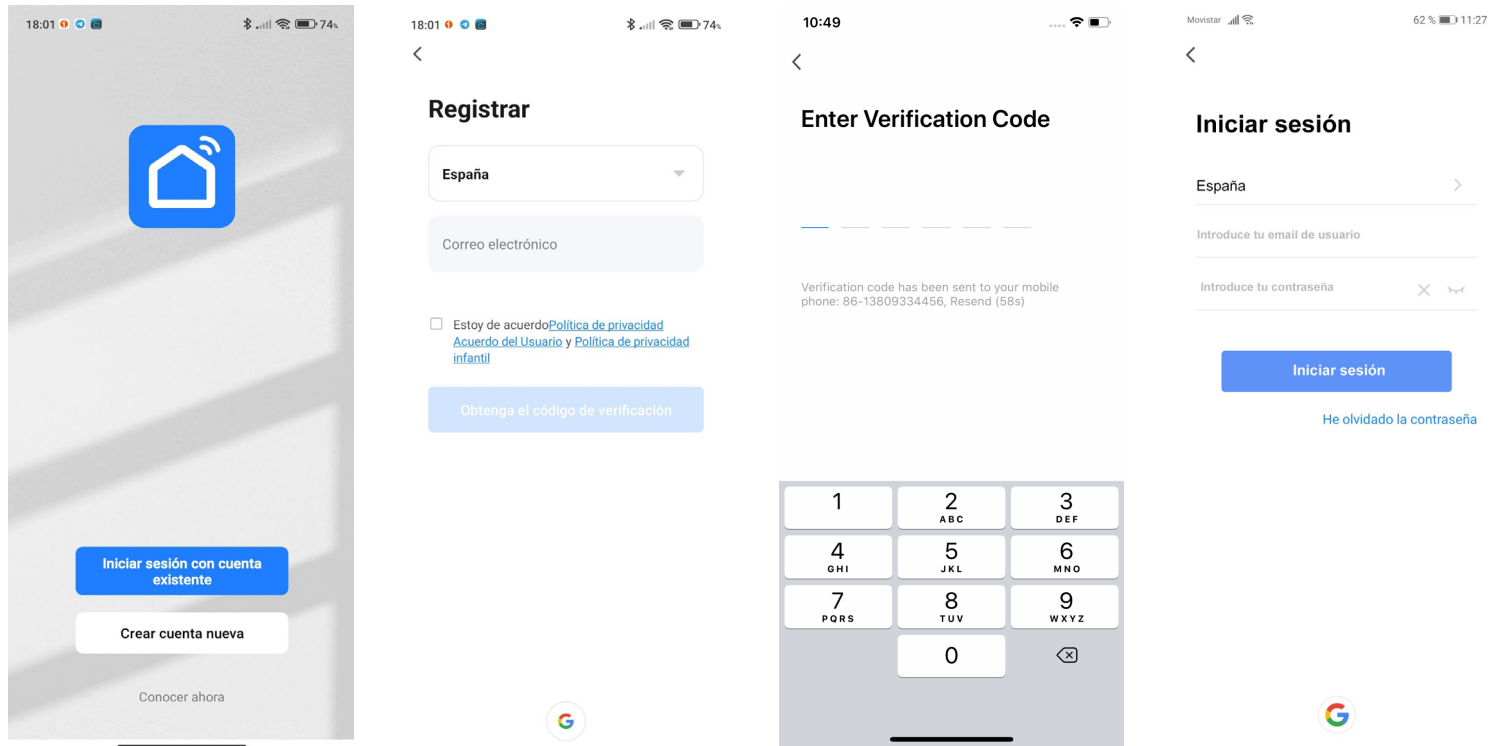 18:01
74%
Iniciar sesión con cuenta
existente
Crear cuenta nueva
Conocer ahora
18:01
74%
Registrar
España
Correo electrónico
Estoy de acuerdoPolítica de privacidad
Acuerdo del Usuario y Política de privacidad
infantil
Obtenga el código de verificación
10:49
Enter Verification Code
Verification code has been sent to your mobile
phone: 86-13809334456, Resend (58s)
1
2
ABC
3
DEF
4
GHI
5
JKL
6
MNO
7
PQRS
8
TUV
9
WXYZ
0
Movistar
62 %
11:27
Iniciar sesión
España
Introduce tu email de usuario
Introduce tu contraseña
Iniciar sesión
He olvidado la contraseña